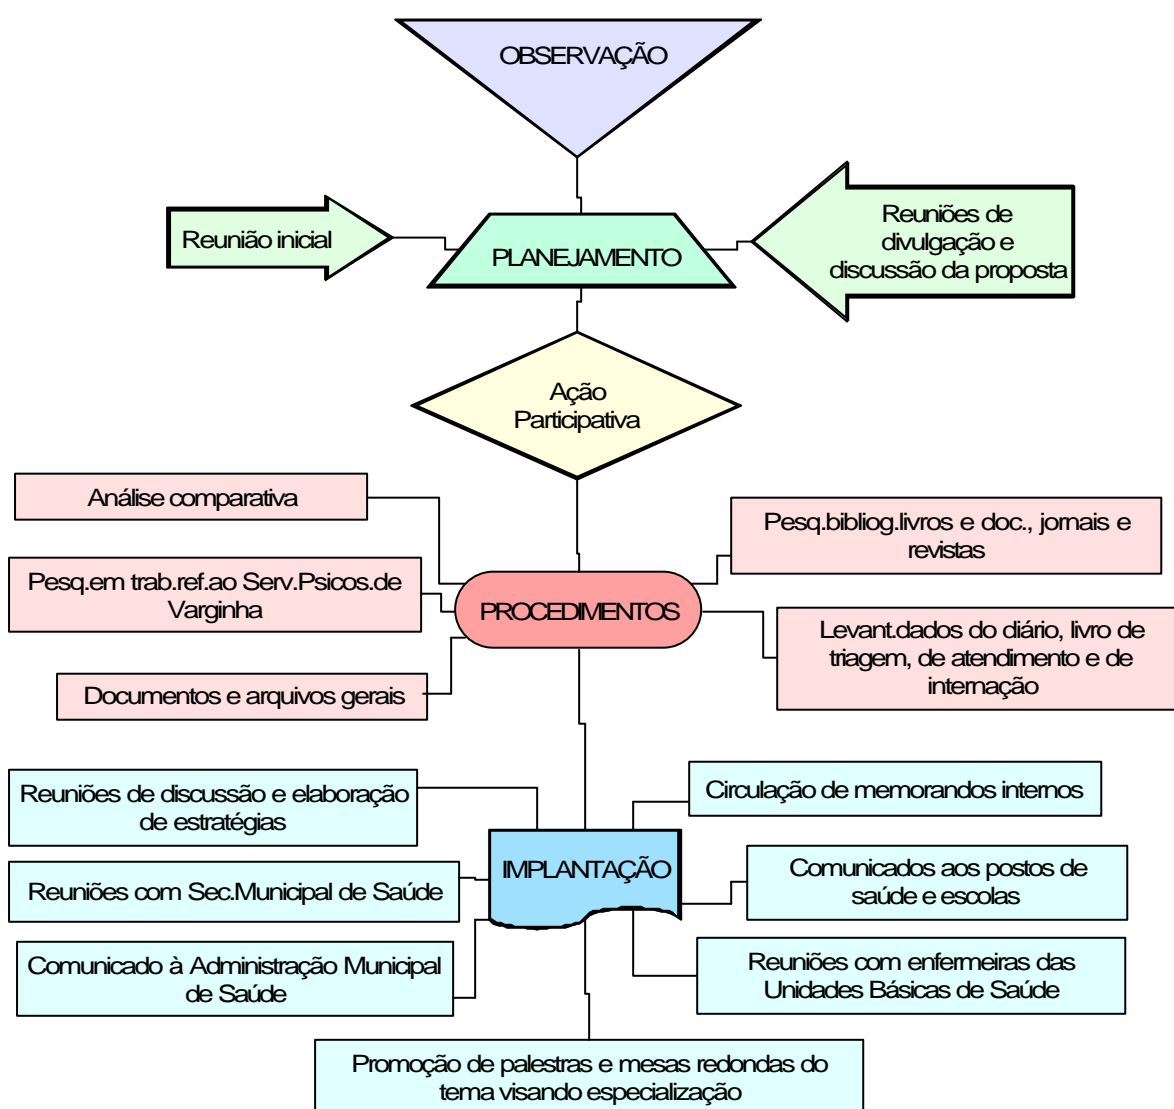 OBSERVAÇÃO
Reunião inicial
PLANEJAMENTO
Reuniões de
divulgação e
discussão da proposta
Ação
Participativa
Análise comparativa
Pesq.bibliog.livros e doc., jornais e
revistas
Pesq.em trab.ref.ao Serv.Psicos.de
Varginha
PROCEDIMENTOS
Levant.dados do diário, livro de
triagem, de atendimento e de
internação
Documentos e arquivos gerais
Reuniões de discussão e elaboração
de estratégias
Circulação de memorandos internos
IMPLANTAÇÃO
Reuniões com Sec.Municipal de Saúde
Comunicados aos postos de
saúde e escolas
Comunicado à Administração Municipal
de Saúde
Reuniões com enfermeiras das
Unidades Básicas de Saúde
Promoção de palestras e mesas redondas do
tema visando especialização